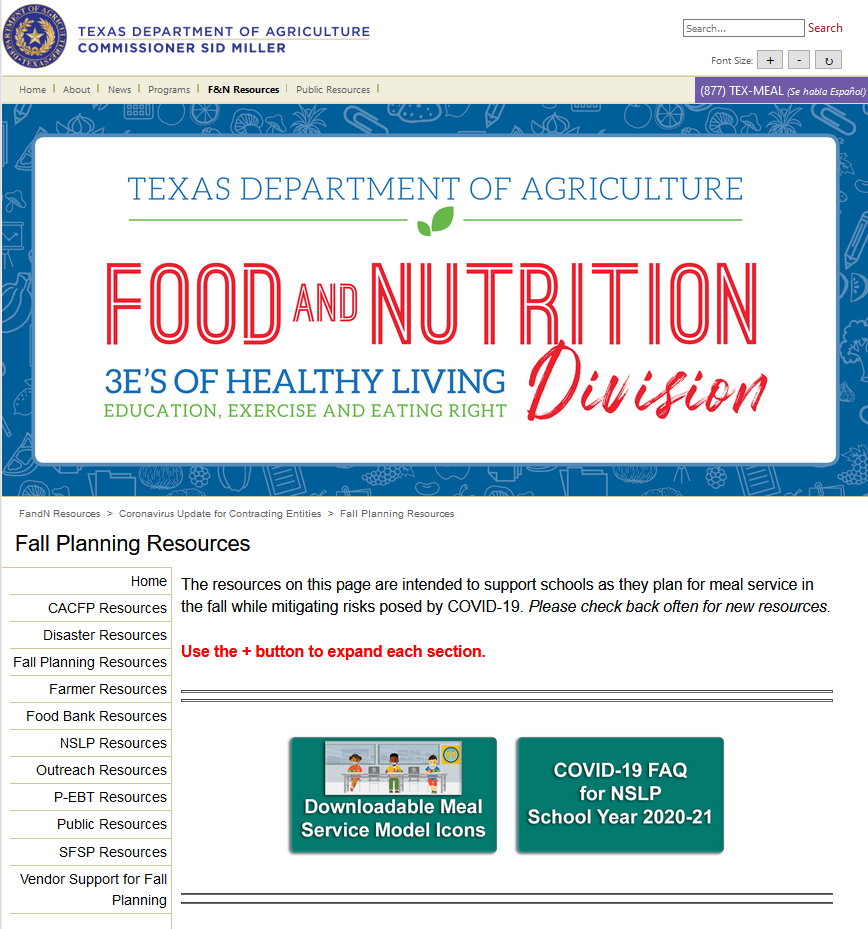 TEXAS DEPARTMENT OF AGRICULTURE
COMMISSIONER SID MILLER
Search...
Search
Font Size: + - ↻
Home | About | News | Programs | F&N Resources | Public Resources |
(877) TEX-MEAL (Se habla Español)
TEXAS DEPARTMENT OF AGRICULTURE
FOOD AND NUTRITION
Division
3E'S OF HEALTHY LIVING
EDUCATION, EXERCISE AND EATING RIGHT
FandN Resources > Coronavirus Update for Contracting Entities > Fall Planning Resources
Fall Planning Resources
Home
CACFP Resources
Disaster Resources
Fall Planning Resources
Farmer Resources
Food Bank Resources
NSLP Resources
Outreach Resources
P-EBT Resources
Public Resources
SFSP Resources
Vendor Support for Fall
Planning
The resources on this page are intended to support schools as they plan for meal service in
the fall while mitigating risks posed by COVID-19. Please check back often for new resources.
Use the + button to expand each section.
Downloadable Meal
Service Model Icons
COVID-19 FAQ
for NSLP
School Year 2020-21